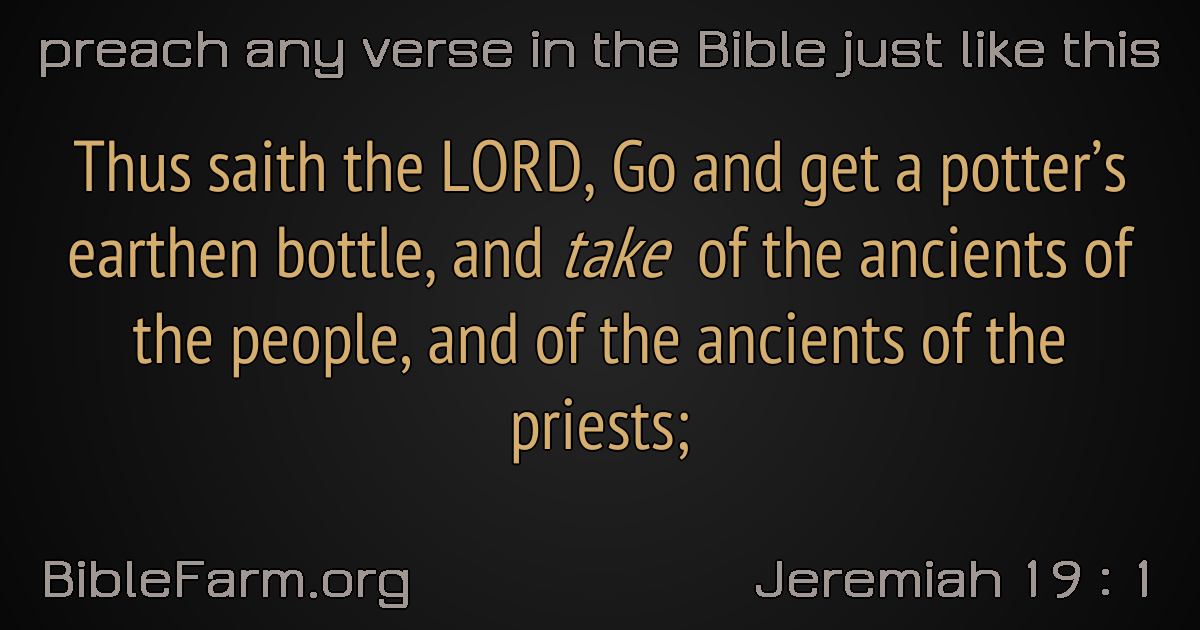 preach any verse in the Bible just like this
Thus saith the LORD, Go and get a potter’s
earthen bottle, and take of the ancients of
the people, and of the ancients of the
priests;
BibleFarm.org
Jeremiah 19 : 1